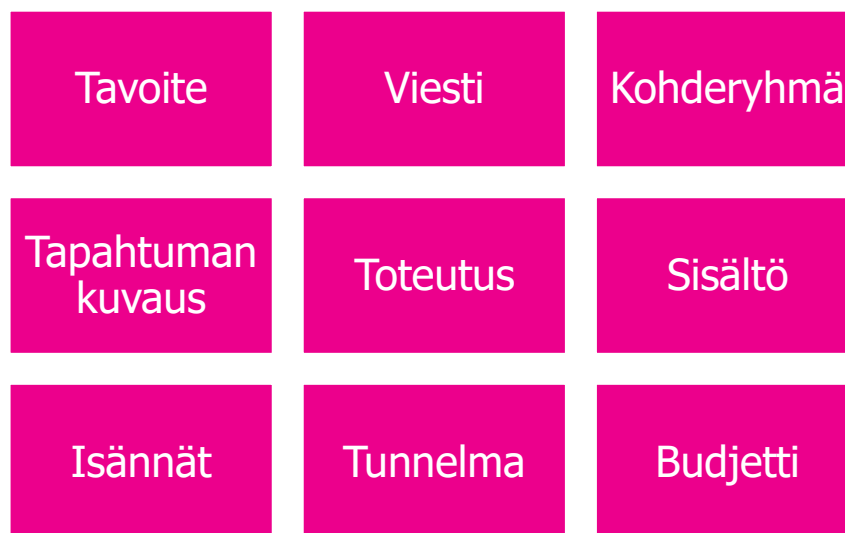 Tavoite
Viesti
Kohderyhmä
Tapahtuman
kuvaus
Toteutus
Sisältö
Isännät
Tunnelma
Budjetti